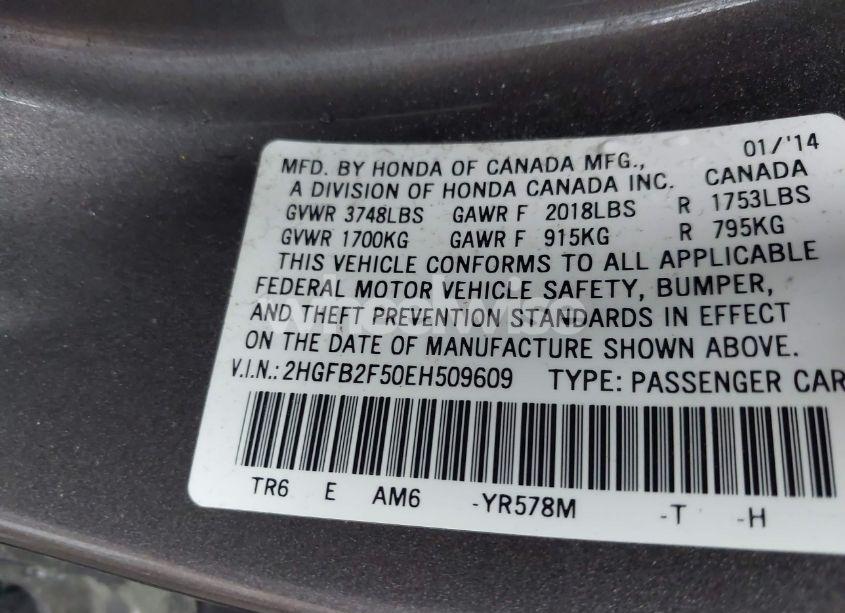 MFD. BY HONDA OF CANADA MFG., 01/'14
A DIVISION OF HONDA CANADA INC. CANADA
GVWR 3748LBS GAWR F 2018LBS R 1753LBS
GVWR 1700KG GAWR F 915KG R 795KG
THIS VEHICLE CONFORMS TO ALL APPLICABLE
FEDERAL MOTOR VEHICLE SAFETY, BUMPER,
AND THEFT PREVENTION STANDARDS IN EFFECT
ON THE DATE OF MANUFACTURE SHOWN ABOVE.
V.I.N.: 2HGFB2F50EH509609 TYPE: PASSENGER CAR
TR6 E AM6 -YR578M -T -H